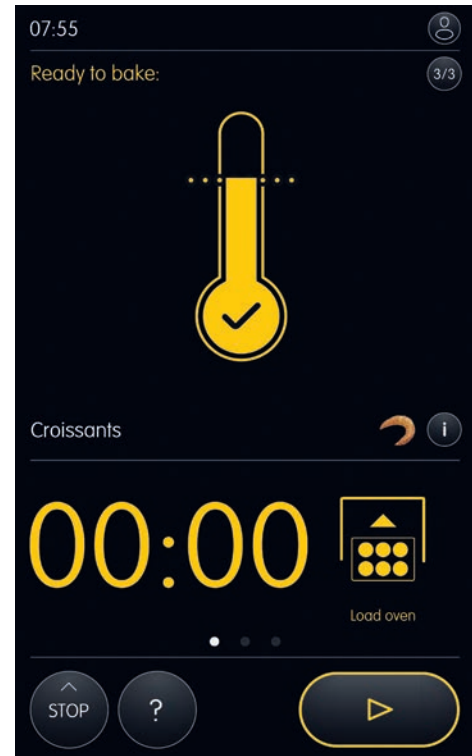 07:55
Ready to bake:
3/3
Croissants
i
00:00
Load oven
STOP
?